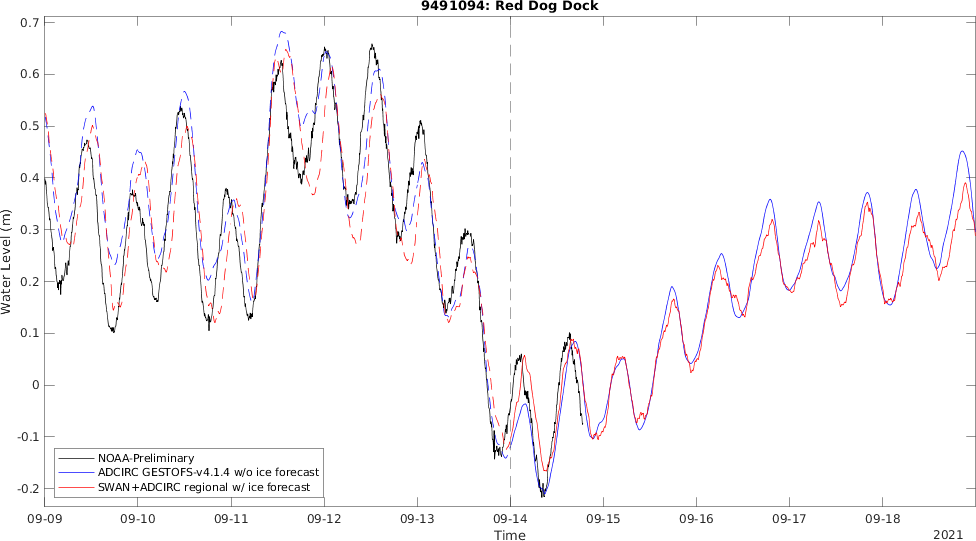 9491094: Red Dog Dock
0.7
0.6
0.5
0.4
0.3
0.2
0.1
0
-0.1
-0.2
Water Level (m)
NOAA-Preliminary
ADCIRC GESTOFS-v4.1.4 w/o ice forecast
SWAN+ADCIRC regional w/ ice forecast
09-09 09-10 09-11 09-12 09-13 09-14 09-15 09-16 09-17 09-18
Time
2021